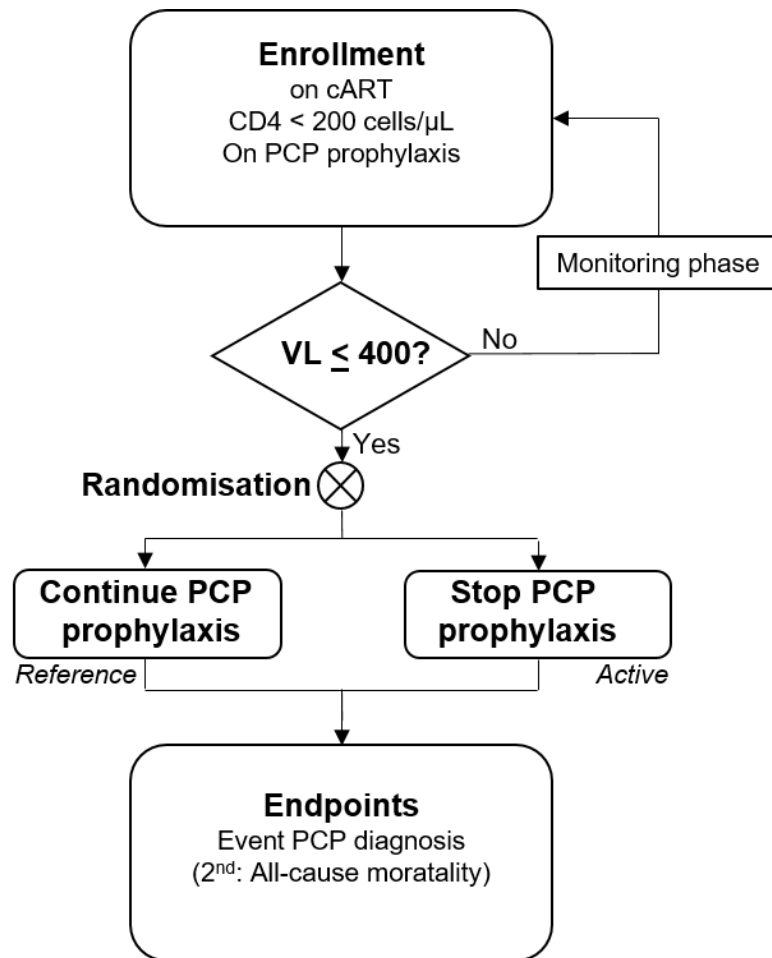 Enrollment
on cART
CD4 < 200 cells/µL
On PCP prophylaxis
Monitoring phase
VL ≤ 400?
No
Yes
Randomisation
Continue PCP
prophylaxis
Stop PCP
prophylaxis
Reference
Active
Endpoints
Event PCP diagnosis
(2nd: All-cause moratality)